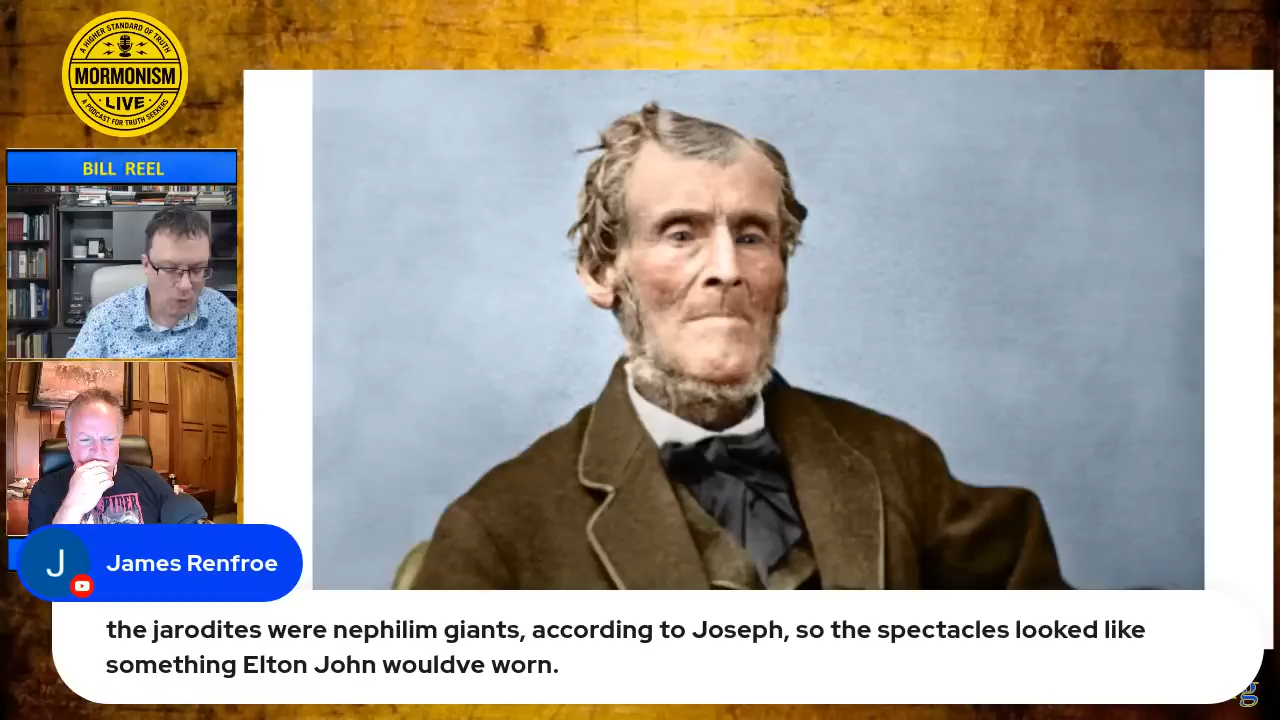 A HIGHER STANDARD OF TRUTH
MORMONISM
LIVE
A PODCAST FOR TRUTH SEEKERS
BILL REEL
J
James Renfroe
the jarodites were nephilim giants, according to Joseph, so the spectacles looked like
something Elton John wouldve worn.